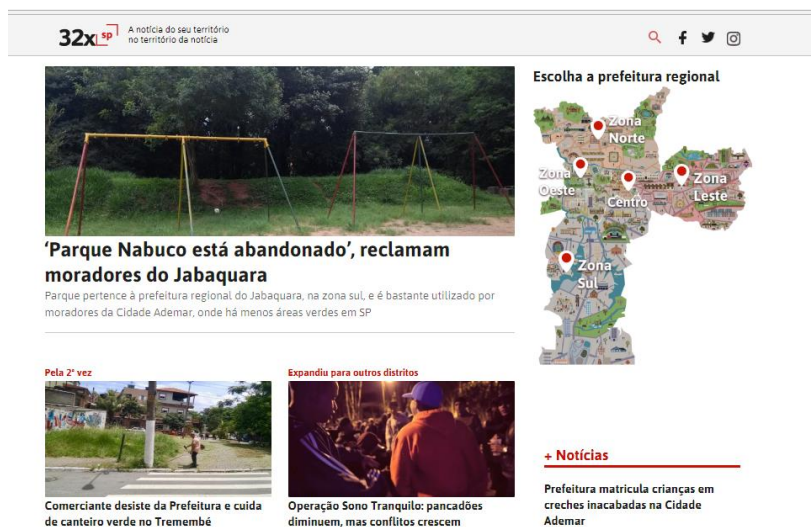 32x sp
A notícia do seu território
no território da notícia
Escolha a prefeitura regional
Zona
Norte
Zona
Oeste
Centro
Zona
Leste
Zona
Sul
'Parque Nabuco está abandonado', reclamam
moradores do Jabaquara
Parque pertence à prefeitura regional do Jabaquara, na zona sul, e é bastante utilizado por
moradores da Cidade Ademar, onde há menos áreas verdes em SP
Pela 2ª vez
Comerciante desiste da Prefeitura e cuida
de canteiro verde no Tremembé
Expandiu para outros distritos
Operação Sono Tranquilo: pancadões
diminuem, mas conflitos crescem
+ Notícias
Prefeitura matricula crianças em
creches inacabadas na Cidade
Ademar